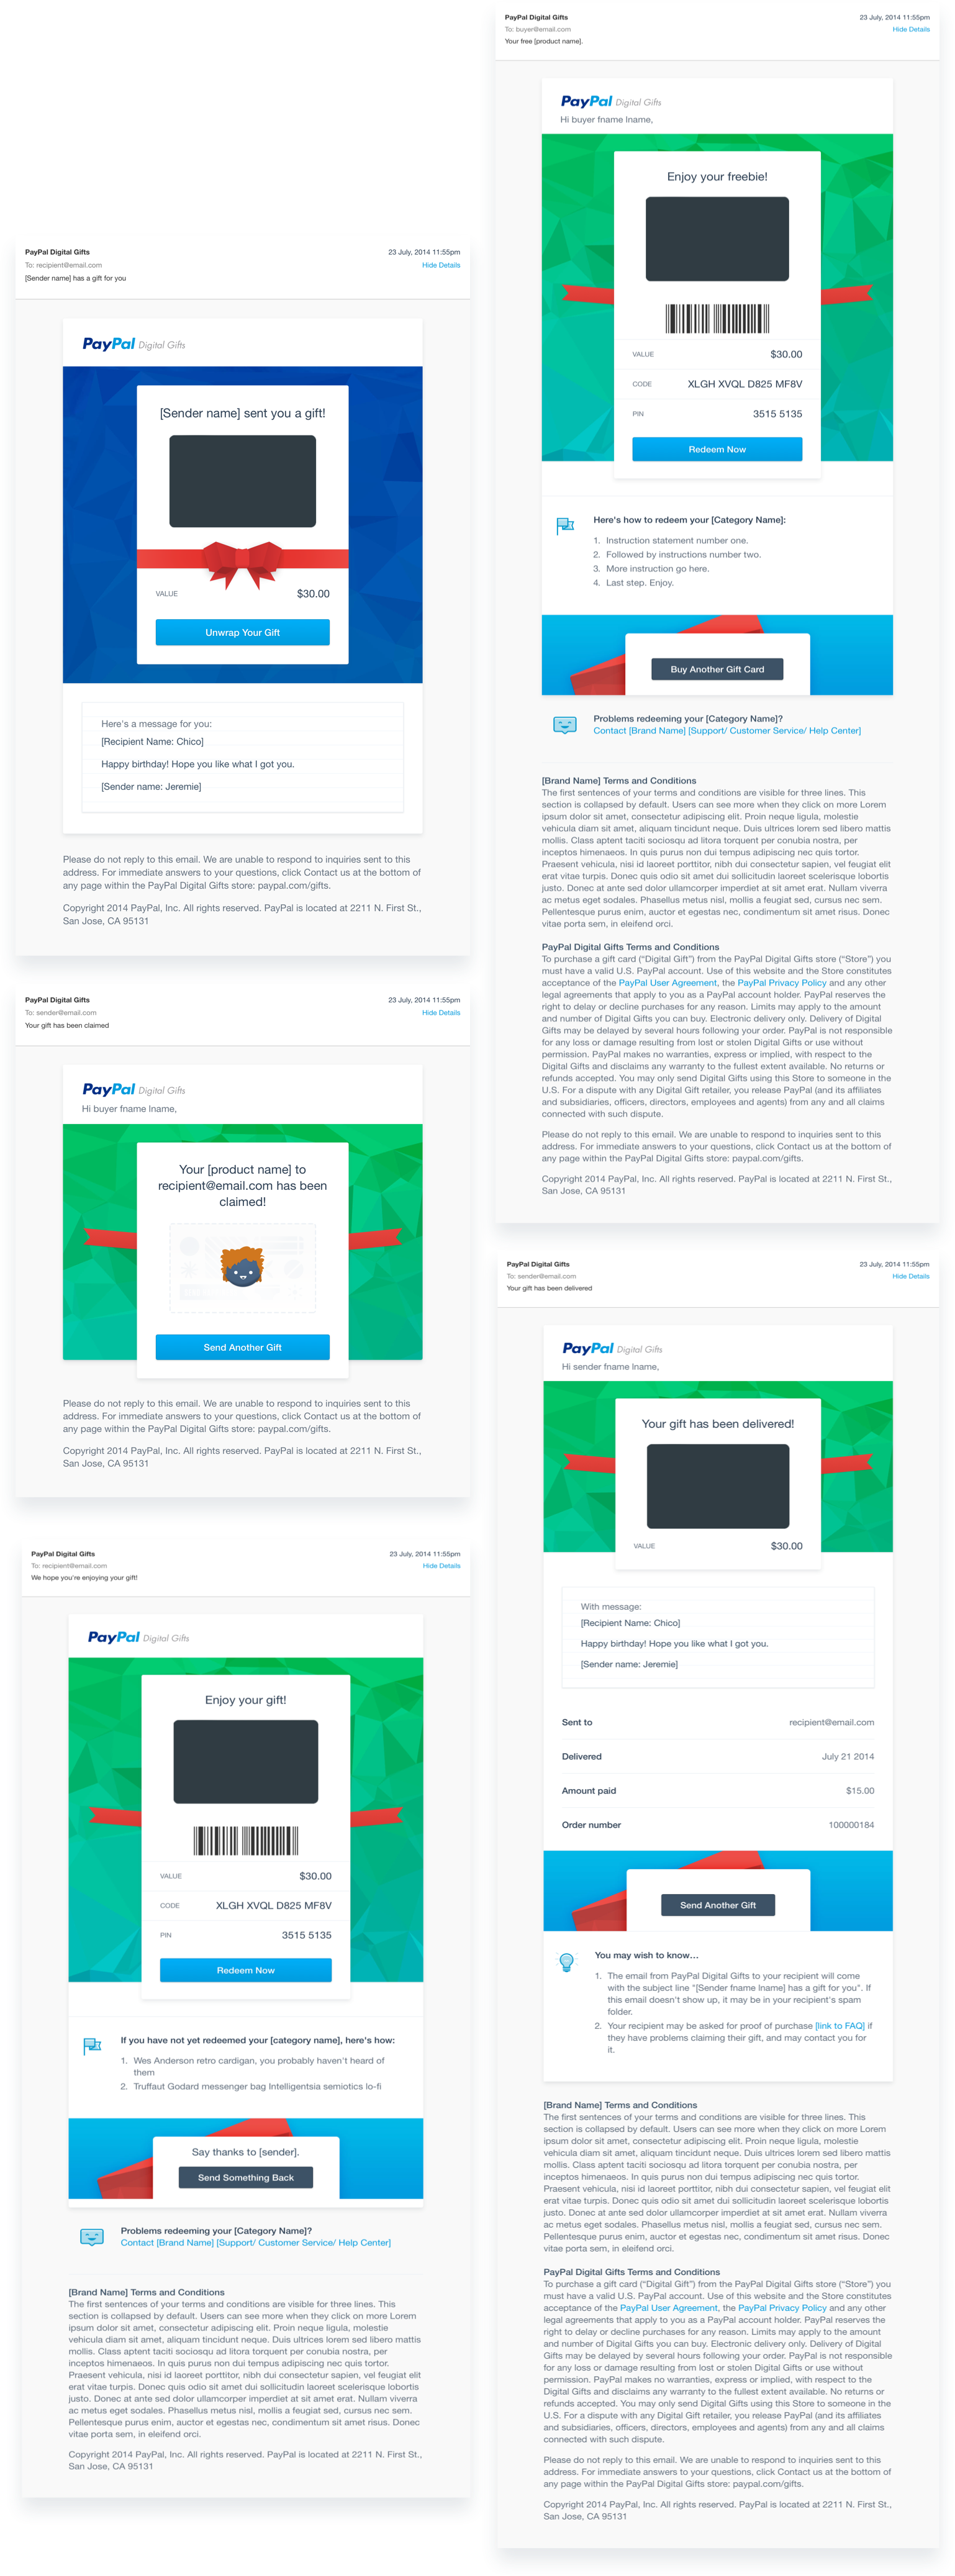 PayPal Digital Gifts
23 July, 2014 11:55pm
To: recipient@email.com
Hide Details
[Sender name] has a gift for you
PayPal Digital Gifts
[Sender name] sent you a gift!
VALUE
$30.00
Unwrap Your Gift
Here's a message for you:
[Recipient Name: Chico]
Happy birthday! Hope you like what I got you.
[Sender name: Jeremie]
Please do not reply to this email. We are unable to respond to inquiries sent to this
address. For immediate answers to your questions, click Contact us at the bottom of
any page within the PayPal Digital Gifts store: paypal.com/gifts.
Copyright 2014 PayPal, Inc. All rights reserved. PayPal is located at 2211 N. First St.,
San Jose, CA 95131
PayPal Digital Gifts
23 July, 2014 11:55pm
To: sender@email.com
Hide Details
Your gift has been claimed
PayPal Digital Gifts
Hi buyer fname lname,
Your [product name] to
recipient@email.com has been
claimed!
Send Another Gift
Please do not reply to this email. We are unable to respond to inquiries sent to this
address. For immediate answers to your questions, click Contact us at the bottom of
any page within the PayPal Digital Gifts store: paypal.com/gifts.
Copyright 2014 PayPal, Inc. All rights reserved. PayPal is located at 2211 N. First St.,
San Jose, CA 95131
PayPal Digital Gifts
23 July, 2014 11:55pm
To: recipient@email.com
Hide Details
We hope you're enjoying your gift!
PayPal Digital Gifts
Enjoy your gift!
VALUE
$30.00
CODE
XLGH XVQL D825 MF8V
PIN
3515 5135
Redeem Now
If you have not yet redeemed your [category name], here's how:
1. Wes Anderson retro cardigan, you probably haven't heard of
them
2. Truffaut Godard messenger bag Intelligentsia semiotics lo-fi
Say thanks to [sender].
Send Something Back
Problems redeeming your [Category Name]?
Contact [Brand Name] [Support/ Customer Service/ Help Center]
[Brand Name] Terms and Conditions
The first sentences of your terms and conditions are visible for three lines. This
section is collapsed by default. Users can see more when they click on more Lorem
ipsum dolor sit amet, consectetur adipiscing elit. Proin neque ligula, molestie
vehicula diam sit amet, aliquam tincidunt neque. Duis ultrices lorem sed libero mattis
mollis. Class aptent taciti sociosqu ad litora torquent per conubia nostra, per
inceptos himenaeos. In quis purus non dui tempus adipiscing nec quis tortor.
Praesent vehicula, nisi id laoreet porttitor, nibh dui consectetur sapien, vel feugiat elit
erat vitae turpis. Donec quis odio sit amet dui sollicitudin laoreet scelerisque lobortis
justo. Donec at ante sed dolor ullamcorper imperdiet at sit amet erat. Nullam viverra
ac metus eget sodales. Phasellus metus nisl, mollis a feugiat sed, cursus nec sem.
Pellentesque purus enim, auctor et egestas nec, condimentum sit amet risus. Donec
vitae porta sem, in eleifend orci.
Copyright 2014 PayPal, Inc. All rights reserved. PayPal is located at 2211 N. First St.,
San Jose, CA 95131
PayPal Digital Gifts
23 July, 2014 11:55pm
To: buyer@email.com
Hide Details
Your free [product name].
PayPal Digital Gifts
Hi buyer fname lname,
Enjoy your freebie!
VALUE
$30.00
CODE
XLGH XVQL D825 MF8V
PIN
3515 5135
Redeem Now
Here's how to redeem your [Category Name]:
1. Instruction statement number one.
2. Followed by instructions number two.
3. More instruction go here.
4. Last step. Enjoy.
Buy Another Gift Card
Problems redeeming your [Category Name]?
Contact [Brand Name] [Support/ Customer Service/ Help Center]
[Brand Name] Terms and Conditions
The first sentences of your terms and conditions are visible for three lines. This
section is collapsed by default. Users can see more when they click on more Lorem
ipsum dolor sit amet, consectetur adipiscing elit. Proin neque ligula, molestie
vehicula diam sit amet, aliquam tincidunt neque. Duis ultrices lorem sed libero mattis
mollis. Class aptent taciti sociosqu ad litora torquent per conubia nostra, per
inceptos himenaeos. In quis purus non dui tempus adipiscing nec quis tortor.
Praesent vehicula, nisi id laoreet porttitor, nibh dui consectetur sapien, vel feugiat elit
erat vitae turpis. Donec quis odio sit amet dui sollicitudin laoreet scelerisque lobortis
justo. Donec at ante sed dolor ullamcorper imperdiet at sit amet erat. Nullam viverra
ac metus eget sodales. Phasellus metus nisl, mollis a feugiat sed, cursus nec sem.
Pellentesque purus enim, auctor et egestas nec, condimentum sit amet risus. Donec
vitae porta sem, in eleifend orci.
PayPal Digital Gifts Terms and Conditions
To purchase a gift card (“Digital Gift”) from the PayPal Digital Gifts store (“Store”) you
must have a valid U.S. PayPal account. Use of this website and the Store constitutes
acceptance of the PayPal User Agreement, the PayPal Privacy Policy and any other
legal agreements that apply to you as a PayPal account holder. PayPal reserves the
right to delay or decline purchases for any reason. Limits may apply to the amount
and number of Digital Gifts you can buy. Electronic delivery only. Delivery of Digital
Gifts may be delayed by several hours following your order. PayPal is not responsible
for any loss or damage resulting from lost or stolen Digital Gifts or use without
permission. PayPal makes no warranties, express or implied, with respect to the
Digital Gifts and disclaims any warranty to the fullest extent available. No returns or
refunds accepted. You may only send Digital Gifts using this Store to someone in the
U.S. For a dispute with any Digital Gift retailer, you release PayPal (and its affiliates
and subsidiaries, officers, directors, employees and agents) from any and all claims
connected with such dispute.
Please do not reply to this email. We are unable to respond to inquiries sent to this
address. For immediate answers to your questions, click Contact us at the bottom of
any page within the PayPal Digital Gifts store: paypal.com/gifts.
Copyright 2014 PayPal, Inc. All rights reserved. PayPal is located at 2211 N. First St.,
San Jose, CA 95131
PayPal Digital Gifts
23 July, 2014 11:55pm
To: sender@email.com
Hide Details
Your gift has been delivered
PayPal Digital Gifts
Hi sender fname lname,
Your gift has been delivered!
VALUE
$30.00
With message:
[Recipient Name: Chico]
Happy birthday! Hope you like what I got you.
[Sender name: Jeremie]
Sent to
recipient@email.com
Delivered
July 21 2014
Amount paid
$15.00
Order number
100000184
Send Another Gift
You may wish to know…
1. The email from PayPal Digital Gifts to your recipient will come
with the subject line "[Sender fname lname] has a gift for you". If
this email doesn't show up, it may be in your recipient's spam
folder.
2. Your recipient may be asked for proof of purchase [link to FAQ] if
they have problems claiming their gift, and may contact you for
it.
[Brand Name] Terms and Conditions
The first sentences of your terms and conditions are visible for three lines. This
section is collapsed by default. Users can see more when they click on more Lorem
ipsum dolor sit amet, consectetur adipiscing elit. Proin neque ligula, molestie
vehicula diam sit amet, aliquam tincidunt neque. Duis ultrices lorem sed libero mattis
mollis. Class aptent taciti sociosqu ad litora torquent per conubia nostra, per
inceptos himenaeos. In quis purus non dui tempus adipiscing nec quis tortor.
Praesent vehicula, nisi id laoreet porttitor, nibh dui consectetur sapien, vel feugiat elit
erat vitae turpis. Donec quis odio sit amet dui sollicitudin laoreet scelerisque lobortis
justo. Donec at ante sed dolor ullamcorper imperdiet at sit amet erat. Nullam viverra
ac metus eget sodales. Phasellus metus nisl, mollis a feugiat sed, cursus nec sem.
Pellentesque purus enim, auctor et egestas nec, condimentum sit amet risus. Donec
vitae porta sem, in eleifend orci.
PayPal Digital Gifts Terms and Conditions
To purchase a gift card (“Digital Gift”) from the PayPal Digital Gifts store (“Store”) you
must have a valid U.S. PayPal account. Use of this website and the Store constitutes
acceptance of the PayPal User Agreement, the PayPal Privacy Policy and any other
legal agreements that apply to you as a PayPal account holder. PayPal reserves the
right to delay or decline purchases for any reason. Limits may apply to the amount
and number of Digital Gifts you can buy. Electronic delivery only. Delivery of Digital
Gifts may be delayed by several hours following your order. PayPal is not responsible
for any loss or damage resulting from lost or stolen Digital Gifts or use without
permission. PayPal makes no warranties, express or implied, with respect to the
Digital Gifts and disclaims any warranty to the fullest extent available. No returns or
refunds accepted. You may only send Digital Gifts using this Store to someone in the
U.S. For a dispute with any Digital Gift retailer, you release PayPal (and its affiliates
and subsidiaries, officers, directors, employees and agents) from any and all claims
connected with such dispute.
Please do not reply to this email. We are unable to respond to inquiries sent to this
address. For immediate answers to your questions, click Contact us at the bottom of
any page within the PayPal Digital Gifts store: paypal.com/gifts.
Copyright 2014 PayPal, Inc. All rights reserved. PayPal is located at 2211 N. First St.,
San Jose, CA 95131